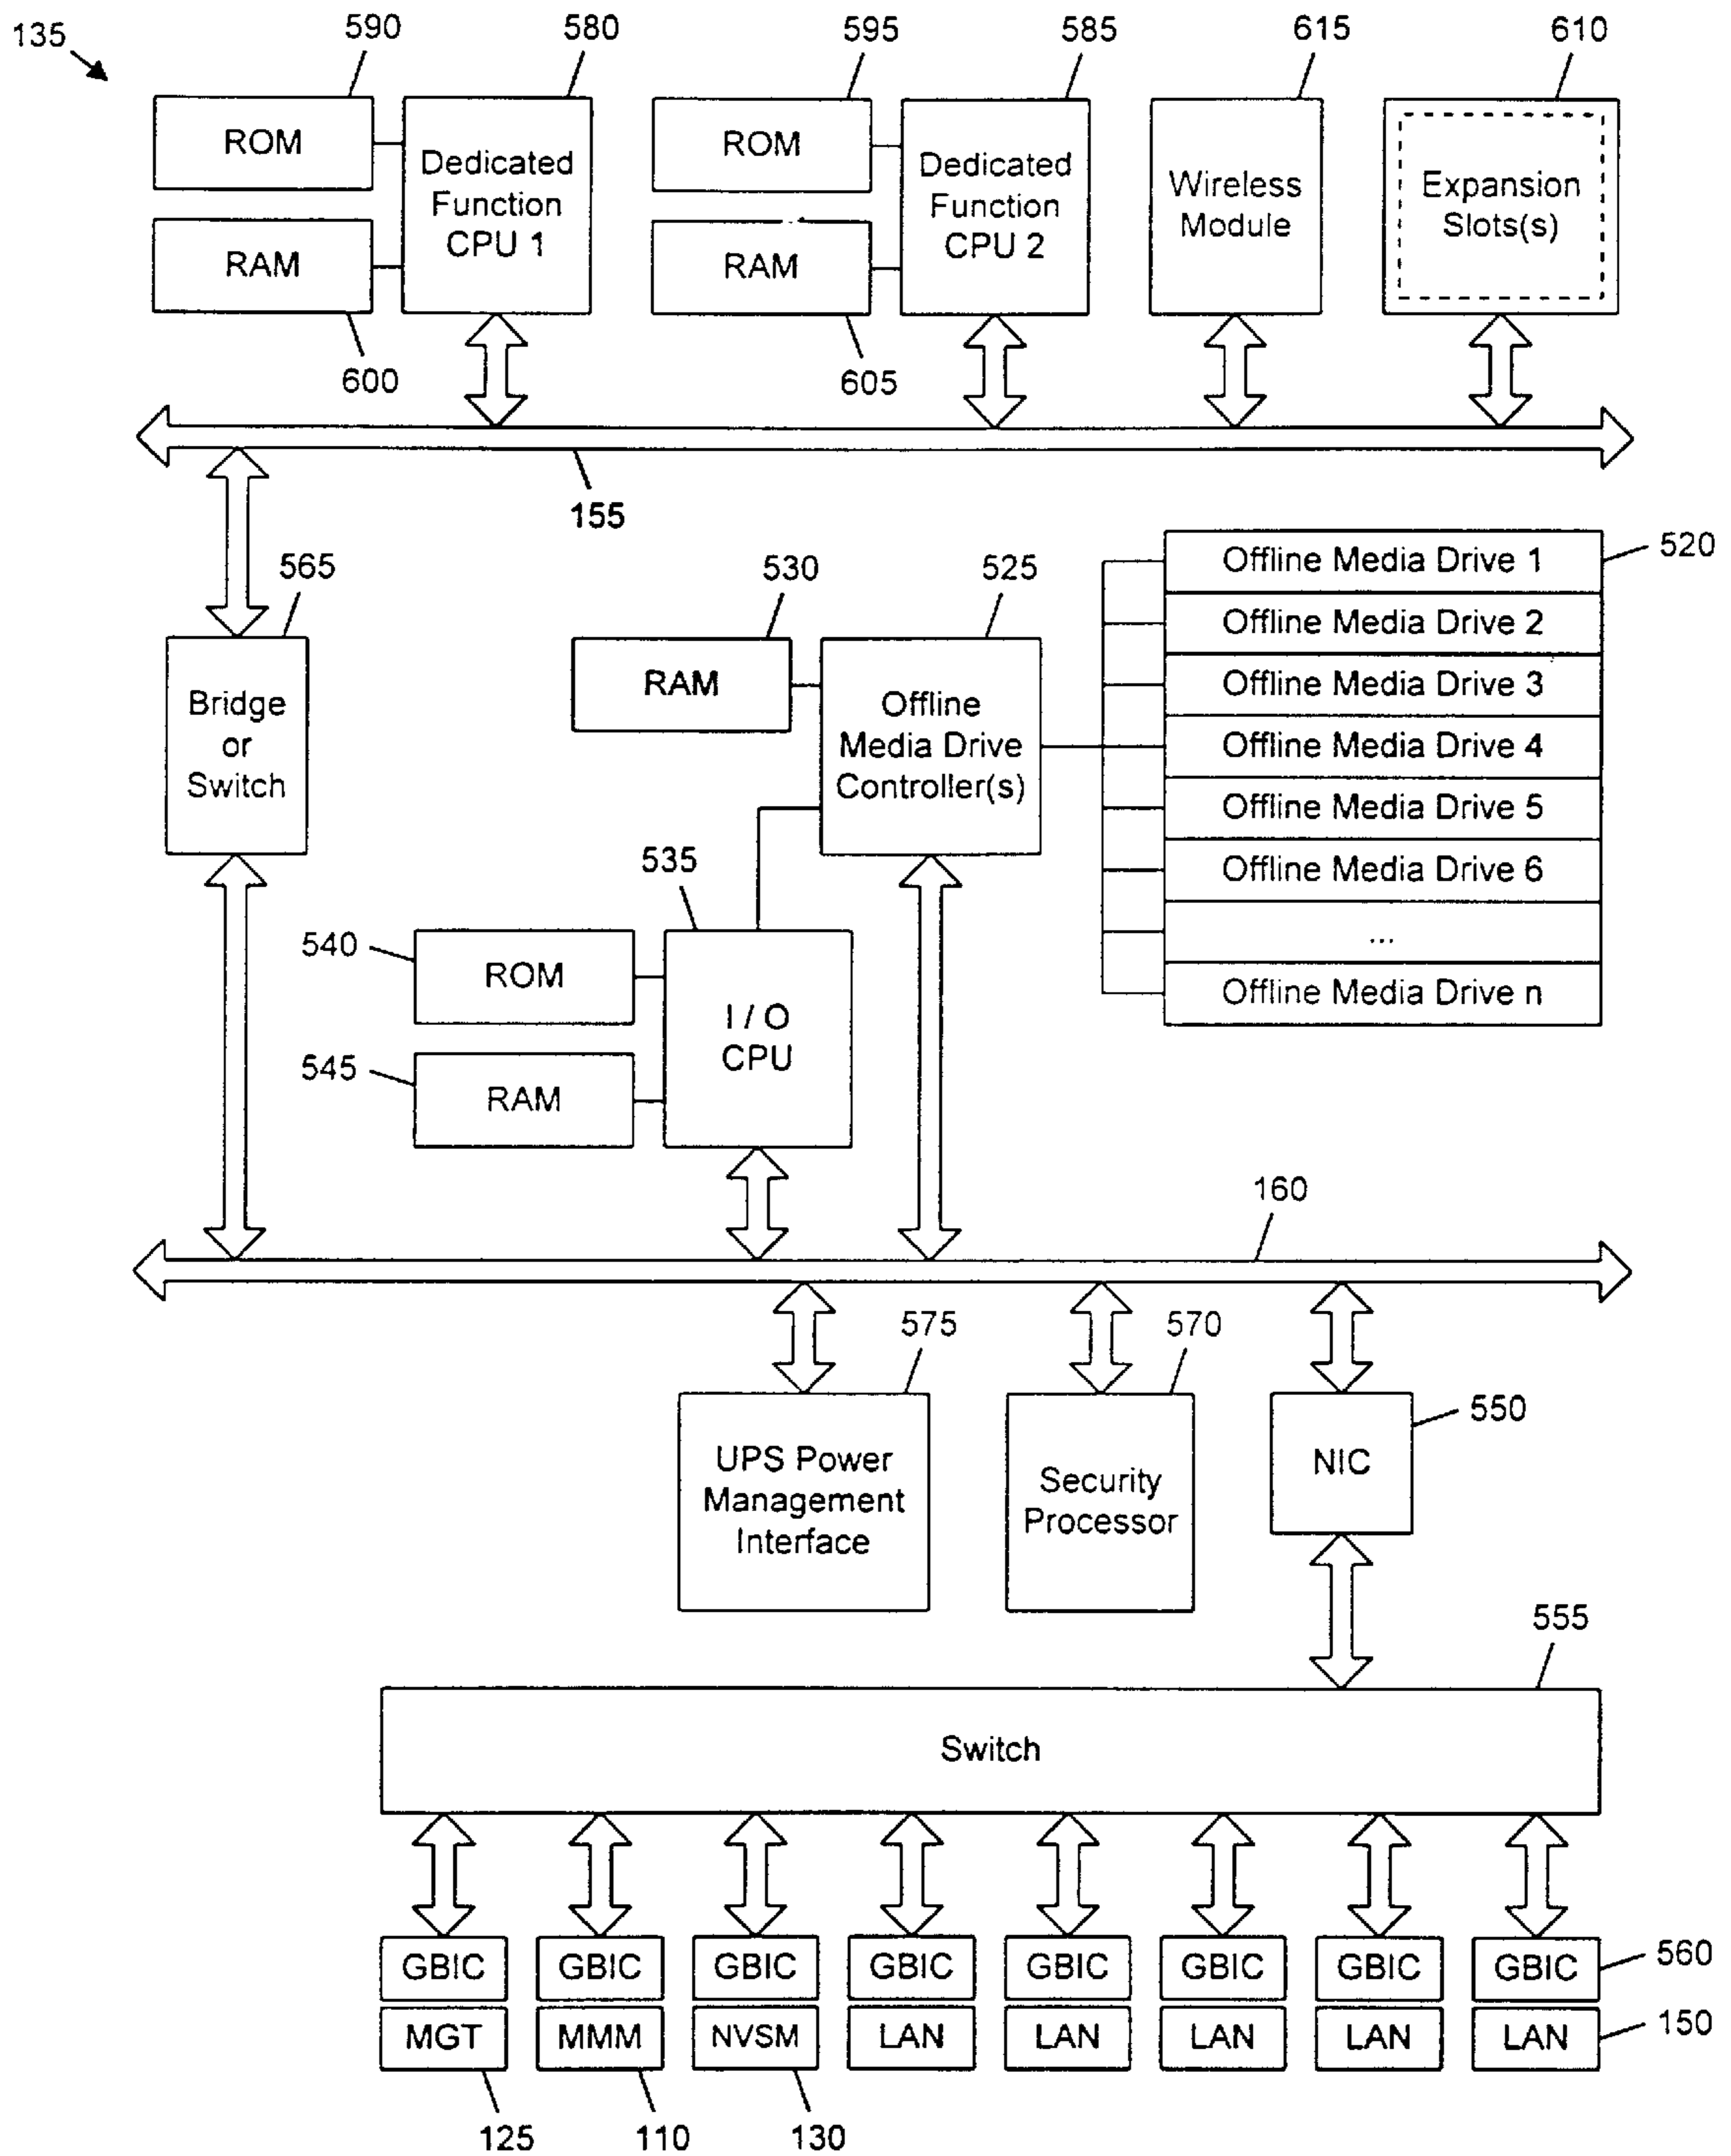 135
590
580
595
585
615
610
ROM
Dedicated
Function
CPU 1
RAM
600
ROM
Dedicated
Function
CPU 2
RAM
605
Wireless
Module
Expansion
Slots(s)
155
565
530
525
520
Bridge
or
Switch
RAM
Offline
Media Drive
Controller(s)
Offline Media Drive 1
Offline Media Drive 2
Offline Media Drive 3
Offline Media Drive 4
Offline Media Drive 5
Offline Media Drive 6
...
Offline Media Drive n
535
540
ROM
I / O
CPU
545
RAM
160
575
570
550
UPS Power
Management
Interface
Security
Processor
NIC
555
Switch
GBIC GBIC GBIC GBIC GBIC GBIC GBIC GBIC 560
MGT MMM NVSM LAN LAN LAN LAN LAN 150
125 110 130